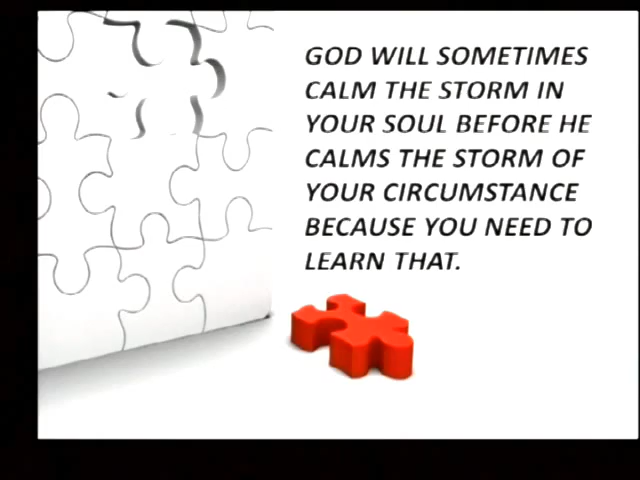 GOD WILL SOMETIMES
CALM THE STORM IN
YOUR SOUL BEFORE HE
CALMS THE STORM OF
YOUR CIRCUMSTANCE
BECAUSE YOU NEED TO
LEARN THAT.